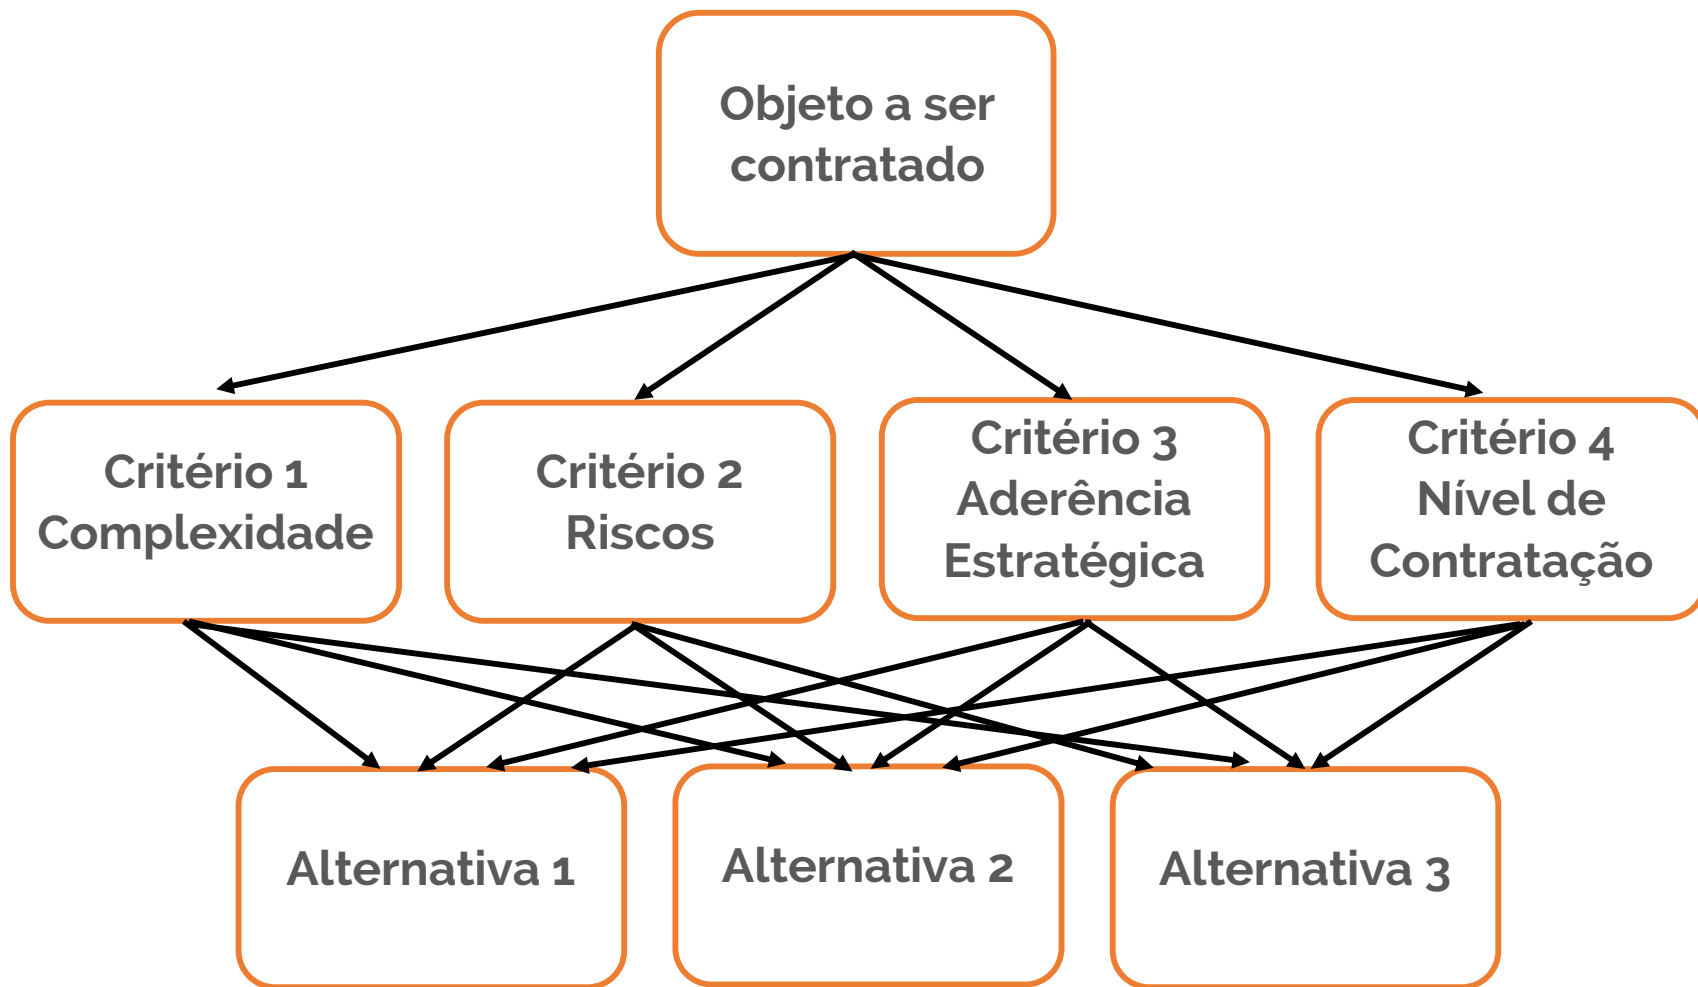 Objeto a ser
contratado
Critério 1
Complexidade
Critério 2
Riscos
Critério 3
Aderência
Estratégica
Critério 4
Nível de
Contratação
Alternativa 1
Alternativa 2
Alternativa 3